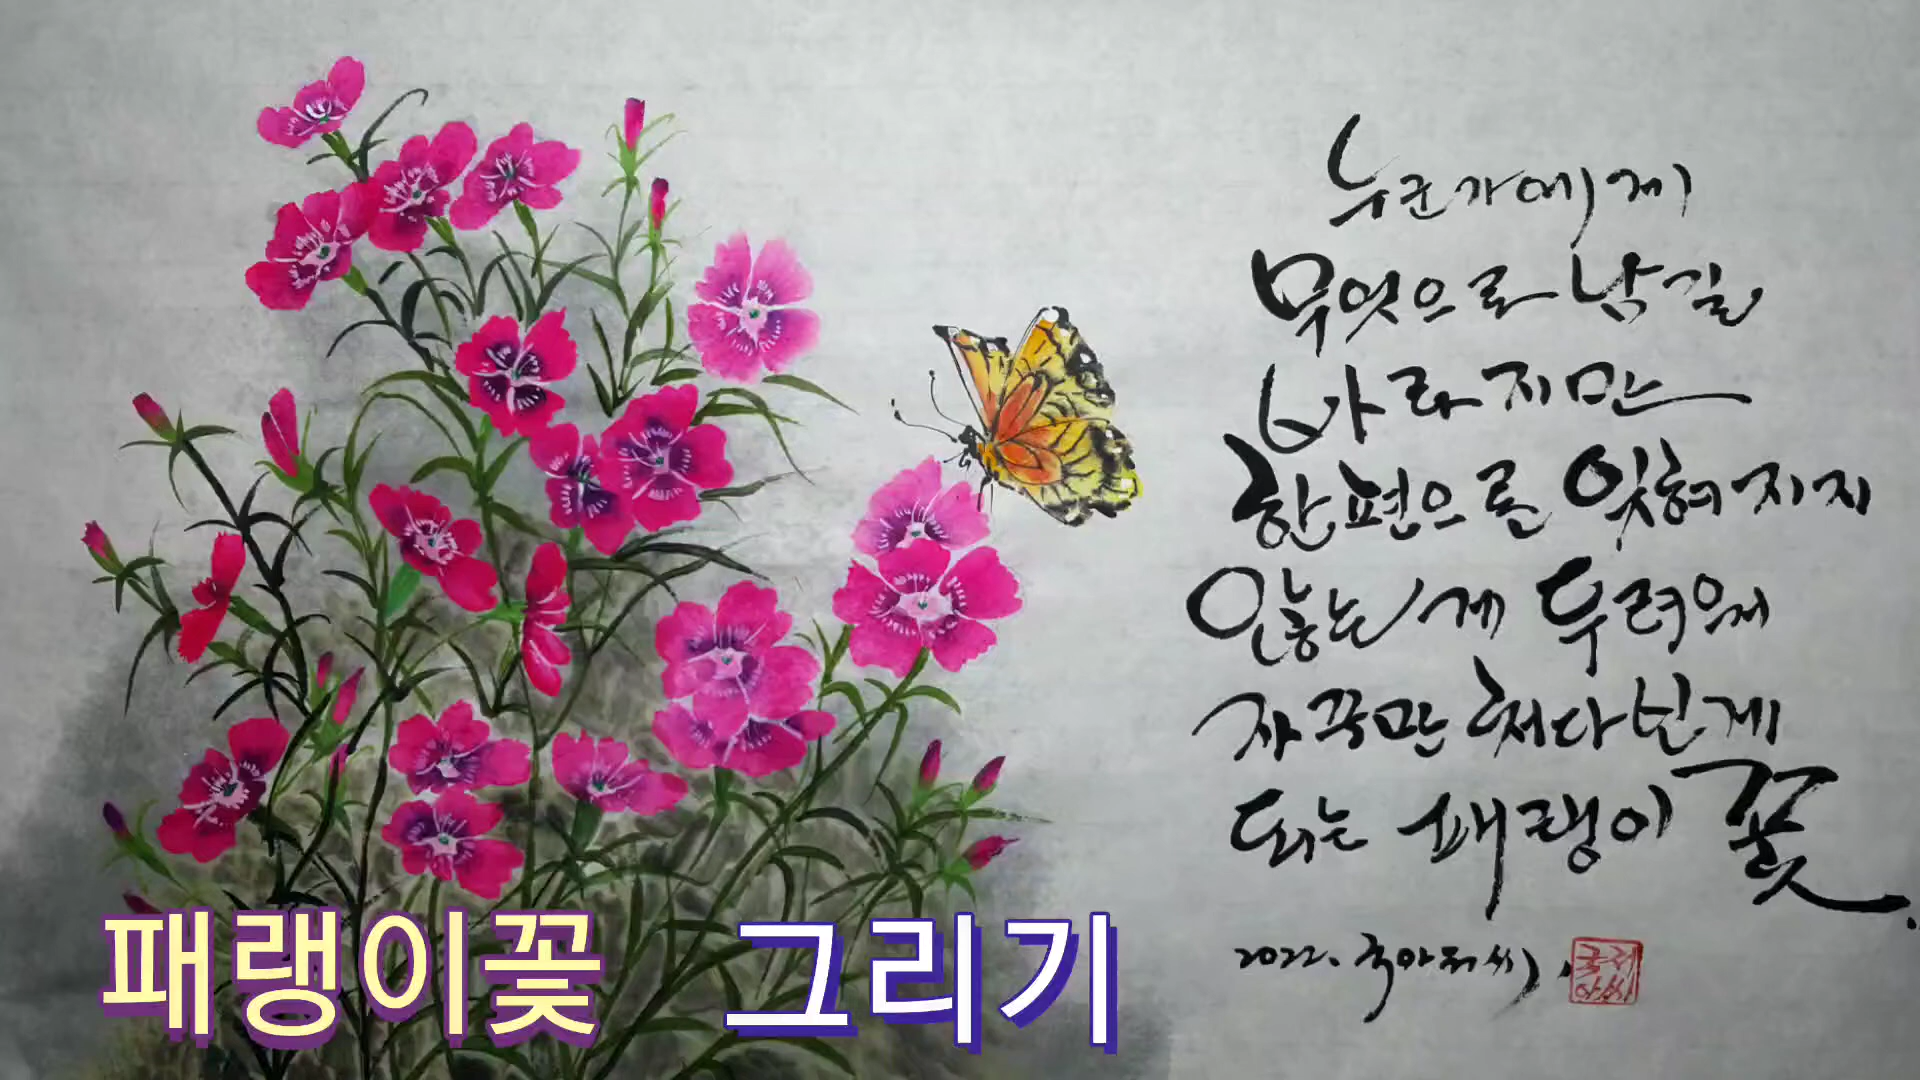 누군가에게
무엇으로 남길
바라지만
한편으론 잊혀지지
않는게 두려워
자꾸만 쳐다보게
되는 패랭이 꽃.
2022.
패랭이꽃 그리기